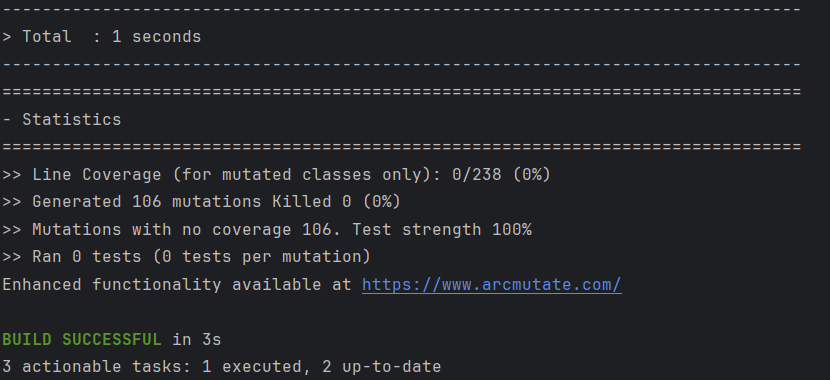 --------------------------------------------------------------------------------
> Total  : 1 seconds
--------------------------------------------------------------------------------
================================================================================
- Statistics
================================================================================
>> Line Coverage (for mutated classes only): 0/238 (0%)
>> Generated 106 mutations Killed 0 (0%)
>> Mutations with no coverage 106. Test strength 100%
>> Ran 0 tests (0 tests per mutation)
Enhanced functionality available at https://www.arcmutate.com/
BUILD SUCCESSFUL in 3s
3 actionable tasks: 1 executed, 2 up-to-date